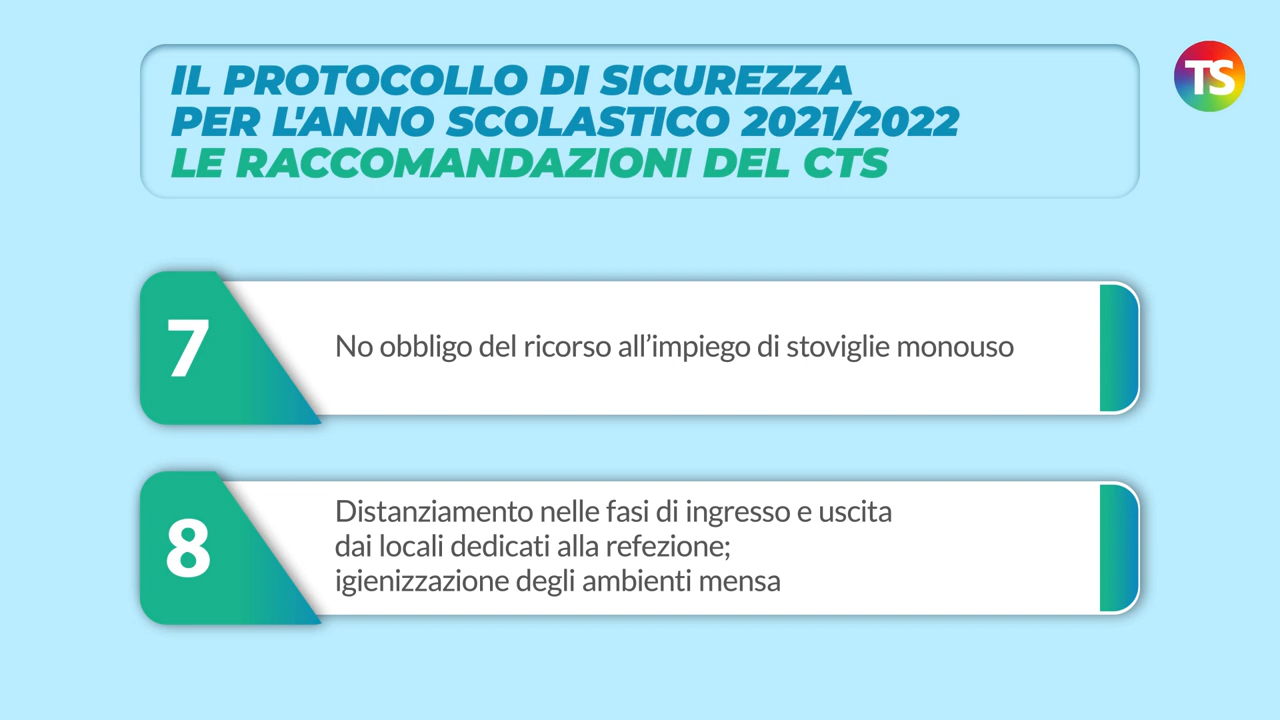 IL PROTOCOLLO DI SICUREZZA
PER L'ANNO SCOLASTICO 2021/2022
LE RACCOMANDAZIONI DEL CTS
TS
7
No obbligo del ricorso all’impiego di stoviglie monouso
8
Distanziamento nelle fasi di ingresso e uscita
dai locali dedicati alla refezione;
igienizzazione degli ambienti mensa